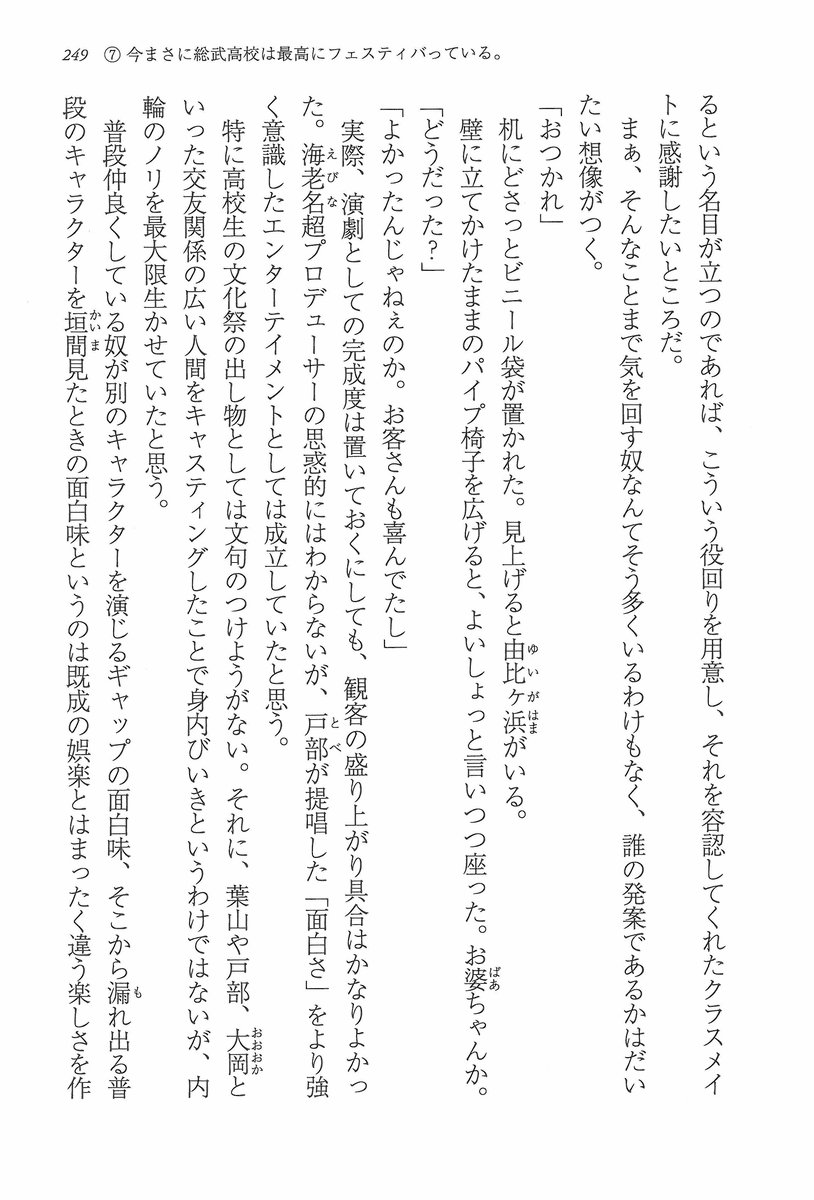 249　⑦ 今まさに総武高校は最高にフェスティバっている。
るという名目が立つのであれば、こういう役回りを用意し、それを容認してくれたクラスメイ
トに感謝したいところだ。
　まぁ、そんなことまで気を回す奴なんてそう多くいるわけもなく、誰の発案であるかはだい
たい想像がつく。
「おつかれ」
　机にどさっとビニール袋が置かれた。見上げると由比ヶ浜がいる。
ゆいがはま
　壁に立てかけたままのパイプ椅子を広げると、よいしょっと言いつつ座った。お婆ちゃんか。
ばあ
「どうだった？」
「よかったんじゃねぇのか。お客さんも喜んでたし」
　実際、演劇としての完成度は置いておくにしても、観客の盛り上がり具合はかなりよかっ
た。海老名超プロデューサーの思惑的にはわからないが、戸部が提唱した「面白さ」をより強
えびな
とべ
く意識したエンターテイメントとしては成立していたと思う。
　特に高校生の文化祭の出し物としては文句のつけようがない。それに、葉山や戸部、大岡と
おおおか
いった交友関係の広い人間をキャスティングしたことで身内びいきというわけではないが、内
輪のノリを最大限生かせていたと思う。
　普段仲良くしている奴が別のキャラクターを演じるギャップの面白味、そこから漏れ出る普
も
段のキャラクターを垣間見たときの面白味というのは既成の娯楽とはまったく違う楽しさを作
かいま